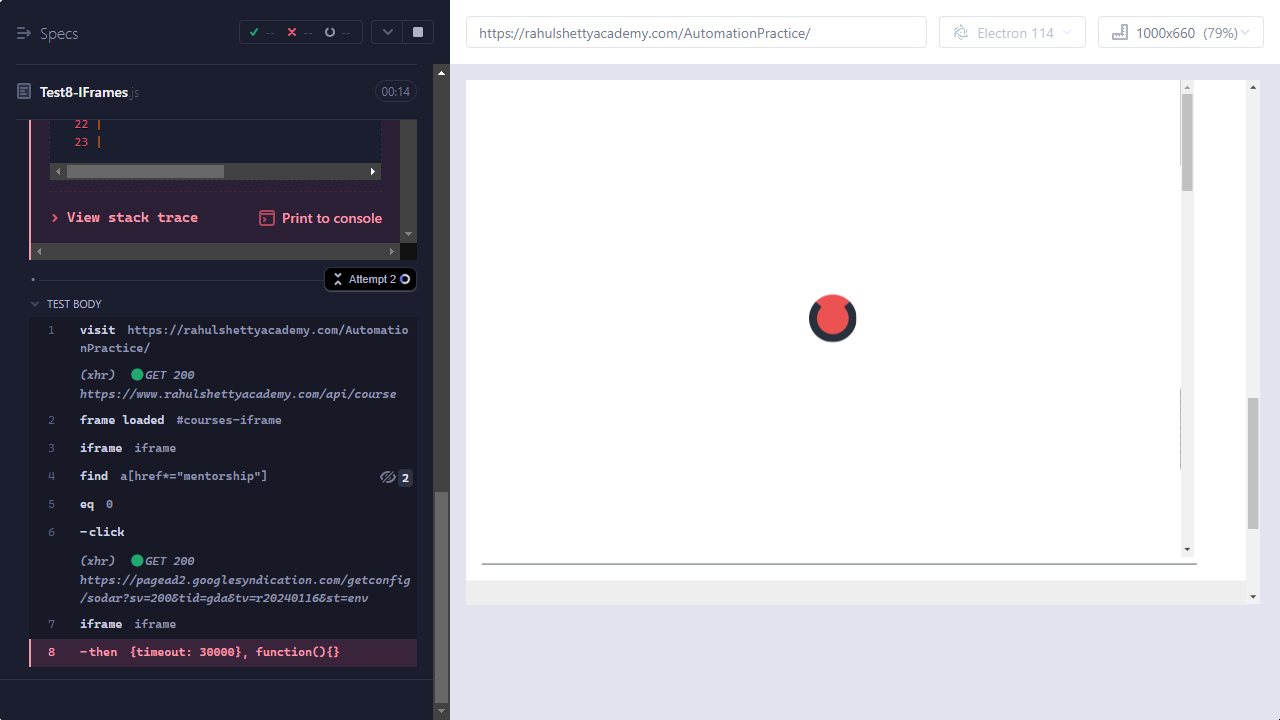 Specs
--
--
--
https://rahulshettyacademy.com/AutomationPractice/
Electron 114
1000x660 (79%)
Test8-IFrames.js
00:14
22 |
23 |
View stack trace
Print to console
Attempt 2
TEST BODY
1 visit https://rahulshettyacademy.com/Automatio
nPractice/
(xhr) GET 200
https://www.rahulshettyacademy.com/api/course
2 frame loaded #courses-iframe
3 iframe iframe
4 find a[href*="mentorship"] 2
5 eq 0
6 -click
(xhr) GET 200
https://pagead2.googlesyndication.com/getconfig
/sodar?sv=200&tid=gda&tv=r20240116&st=env
7 iframe iframe
8 -then {timeout: 30000}, function(){}